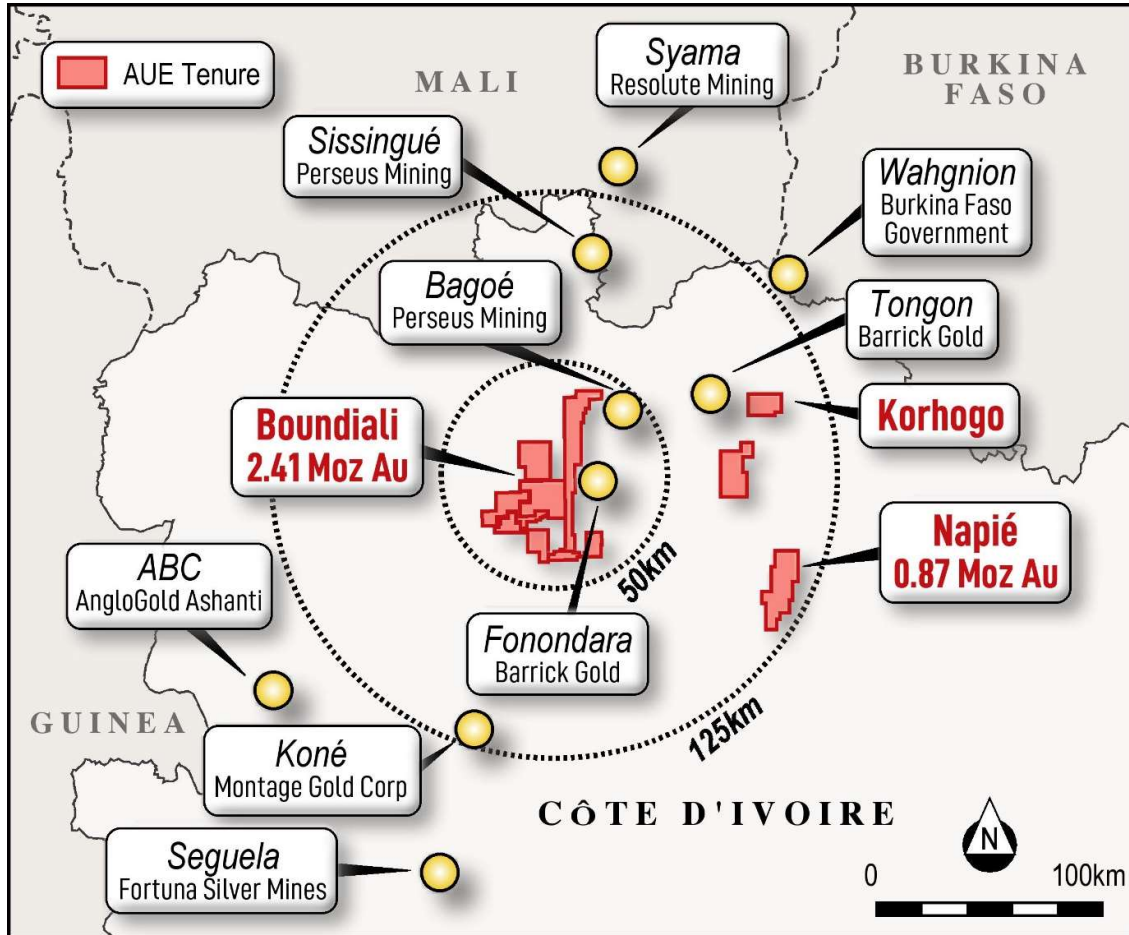 AUE Tenure
MALI
BURKINA
FASO
Syama
Resolute Mining
Sissingué
Perseus Mining
Wahgnion
Burkina Faso
Government
Bagoé
Perseus Mining
Tongon
Barrick Gold
Boundiali
2.41 Moz Au
Korhogo
Napié
0.87 Moz Au
ABC
AngloGold Ashanti
50km
Fonondara
Barrick Gold
GUINEA
125km
Koné
Montage Gold Corp
CÔTE D'IVOIRE
N
Seguela
Fortuna Silver Mines
0 100km